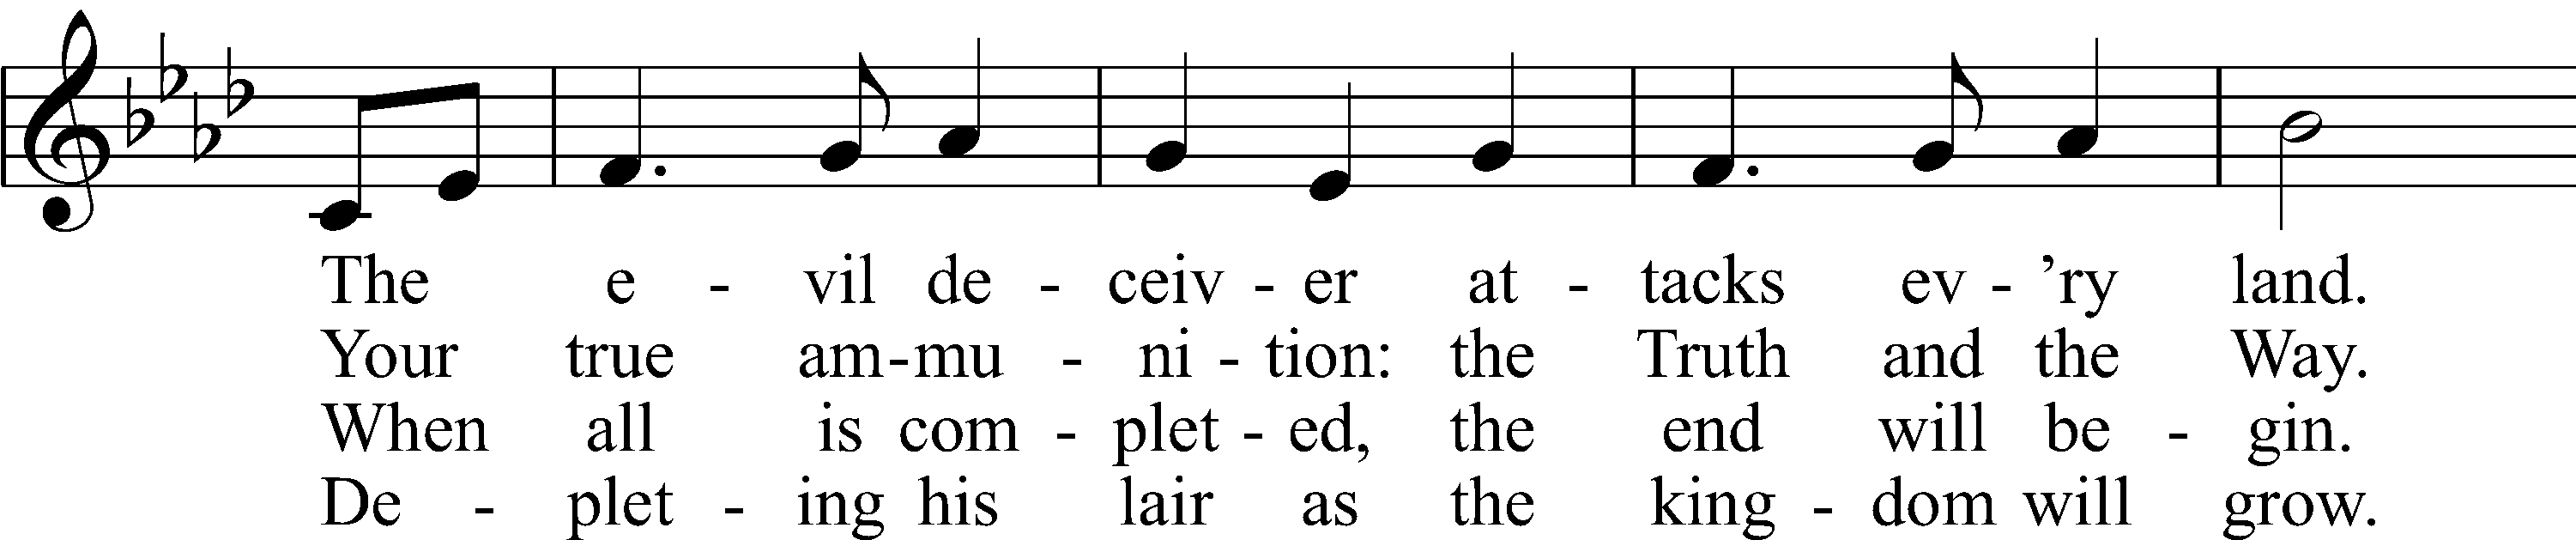 The e - vil de - ceiv - er at - tacks ev - ’ry land.
Your true am-mu - ni - tion: the Truth and the Way.
When all is com - plet - ed, the end will be - gin.
De - plet - ing his lair as the king - dom will grow.